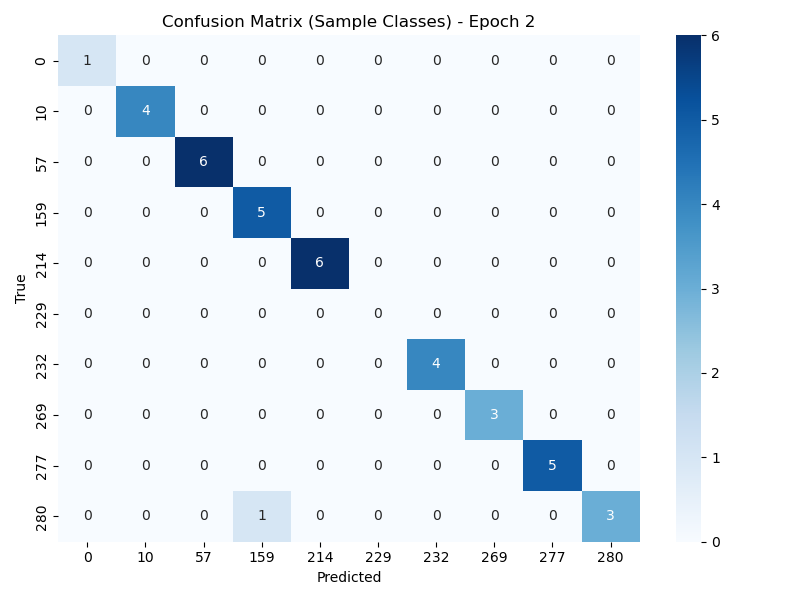 Confusion Matrix (Sample Classes) - Epoch 2
True
0 1 0 0 0 0 0 0 0 0 0
10 0 4 0 0 0 0 0 0 0 0
57 0 0 6 0 0 0 0 0 0 0
159 0 0 0 5 0 0 0 0 0 0
214 0 0 0 0 6 0 0 0 0 0
229 0 0 0 0 0 0 0 0 0 0
232 0 0 0 0 0 0 4 0 0 0
269 0 0 0 0 0 0 0 3 0 0
277 0 0 0 0 0 0 0 0 5 0
280 0 0 0 1 0 0 0 0 0 3
0 10 57 159 214 229 232 269 277 280
Predicted
6
5
4
3
2
1
0